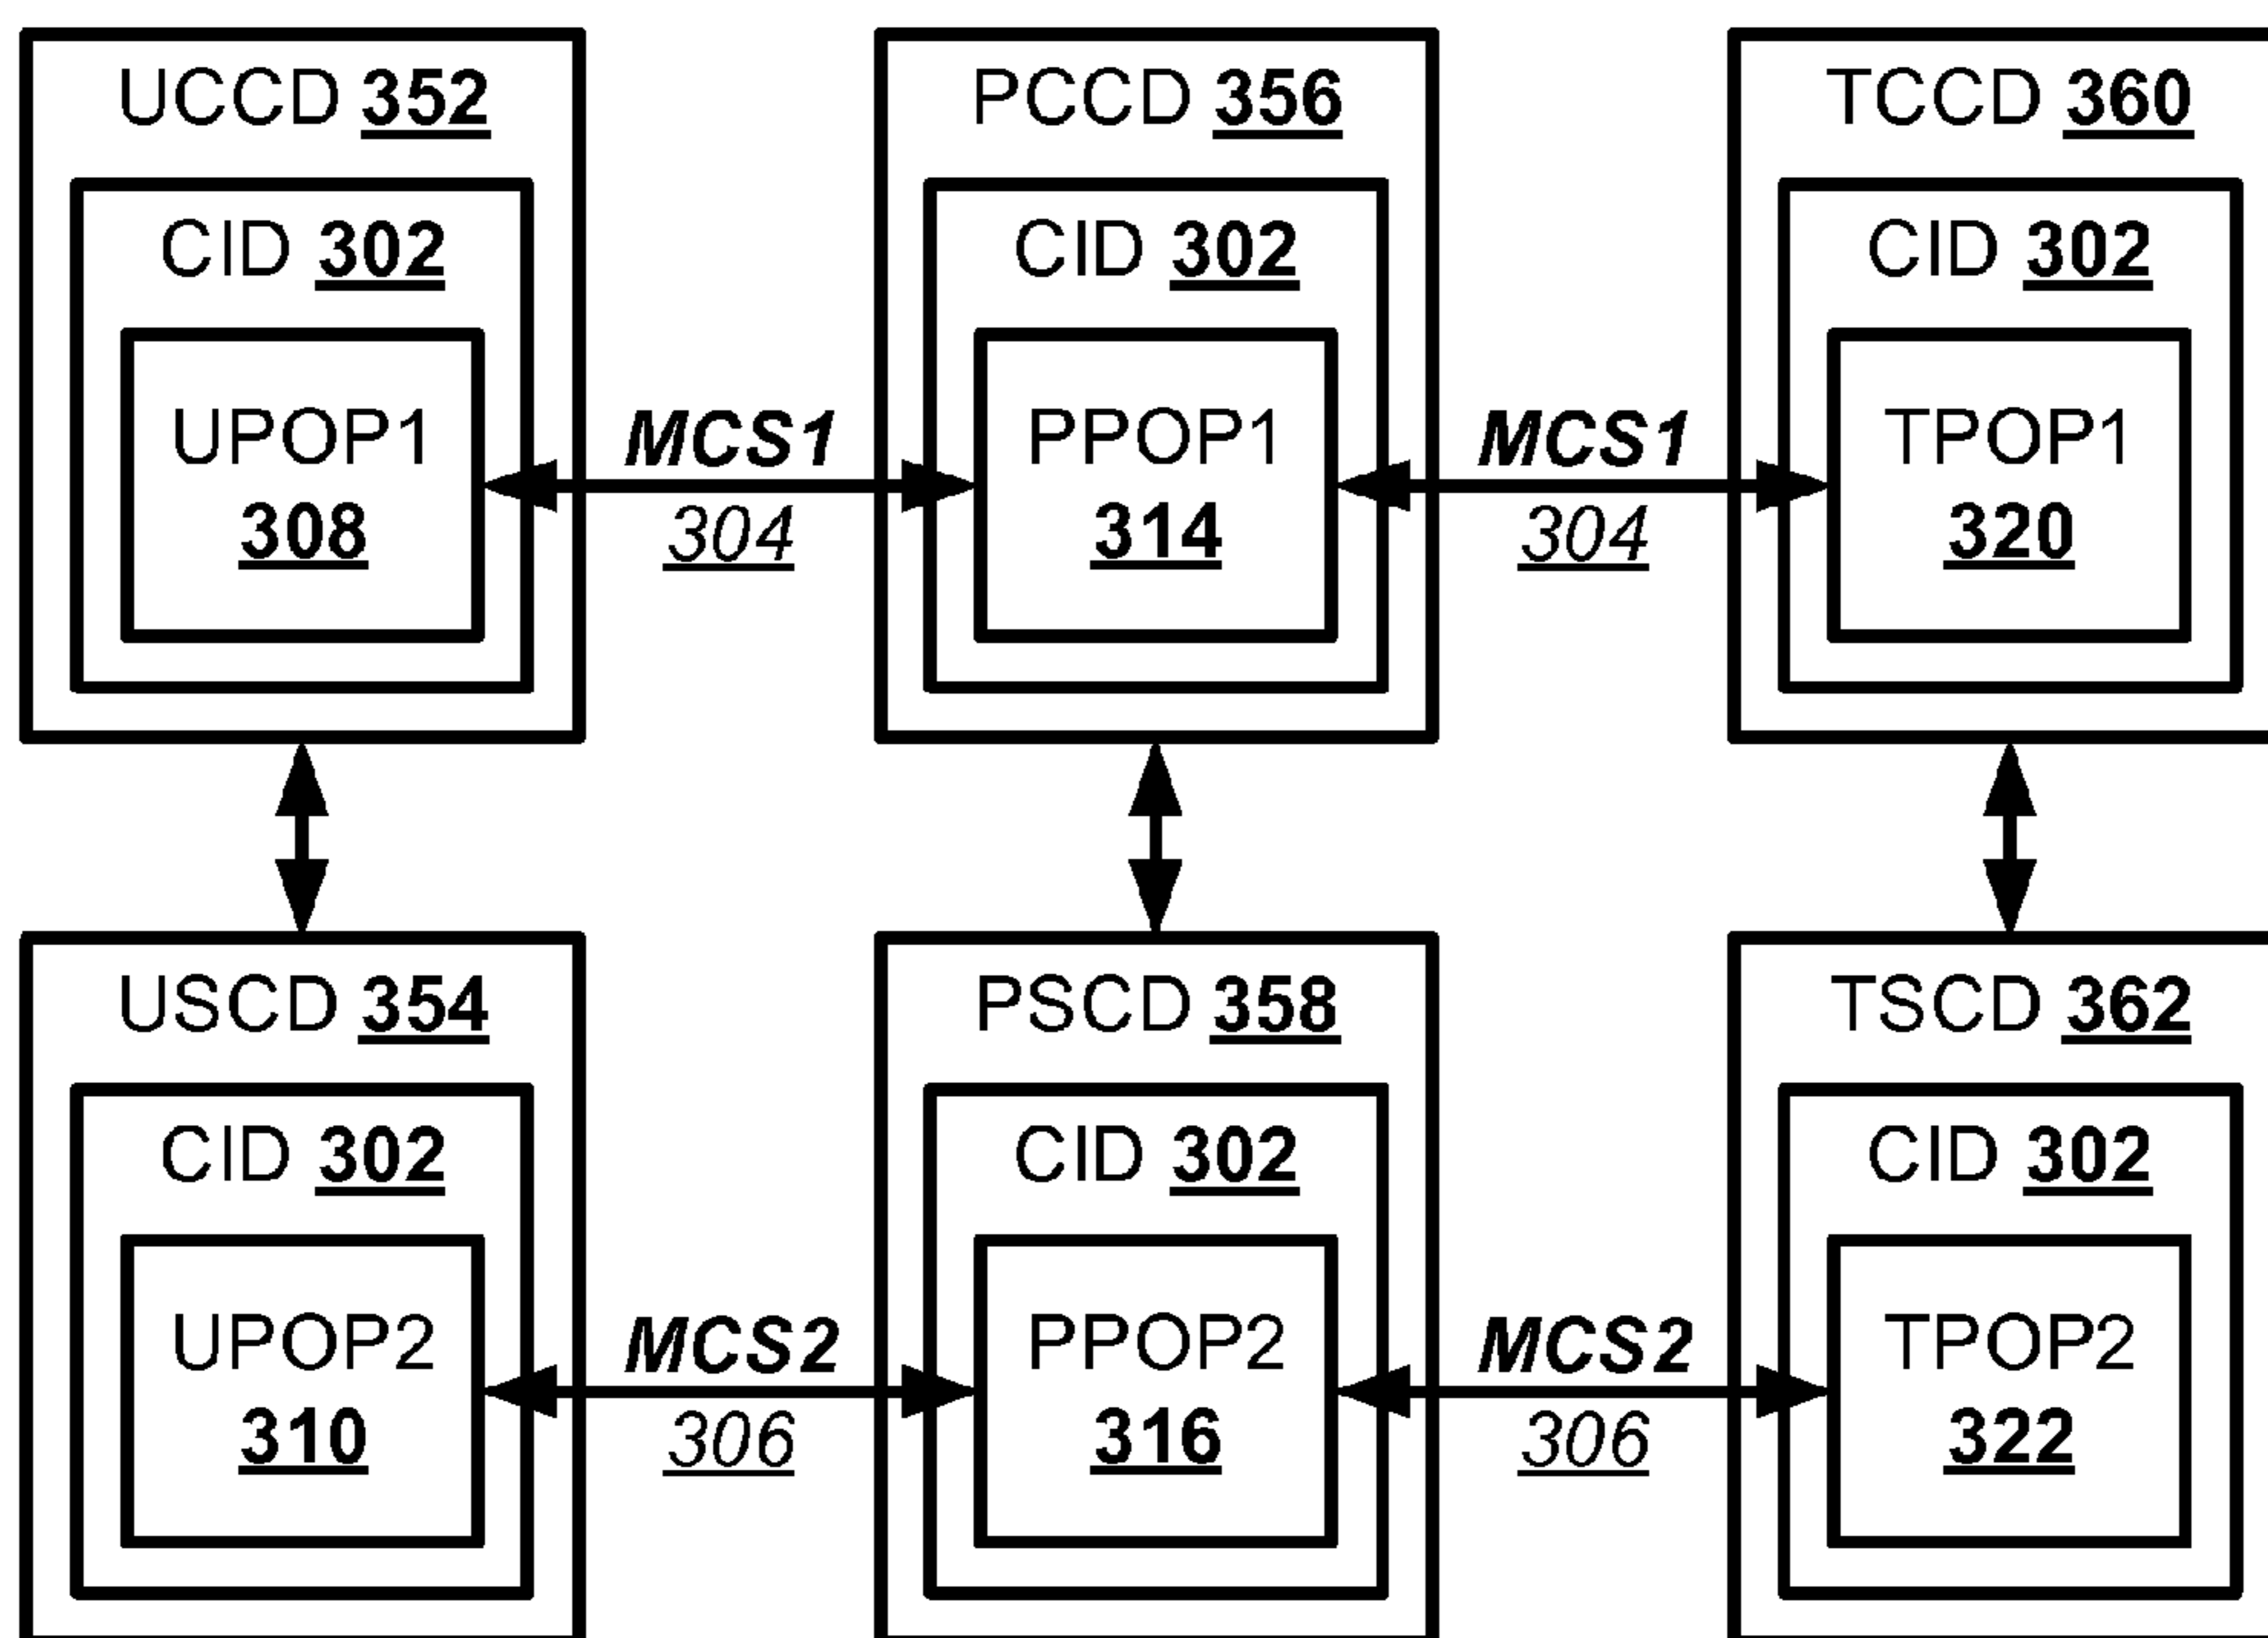 UCCD 352 PCCD 356 TCCD 360
CID 302 CID 302 CID 302
UPOP1 MCS1 PPOP1 MCS1 TPOP1
308 304 314 304 320
USCD 354 PSCD 358 TSCD 362
CID 302 CID 302 CID 302
UPOP2 MCS2 PPOP2 MCS2 TPOP2
310 306 316 306 322